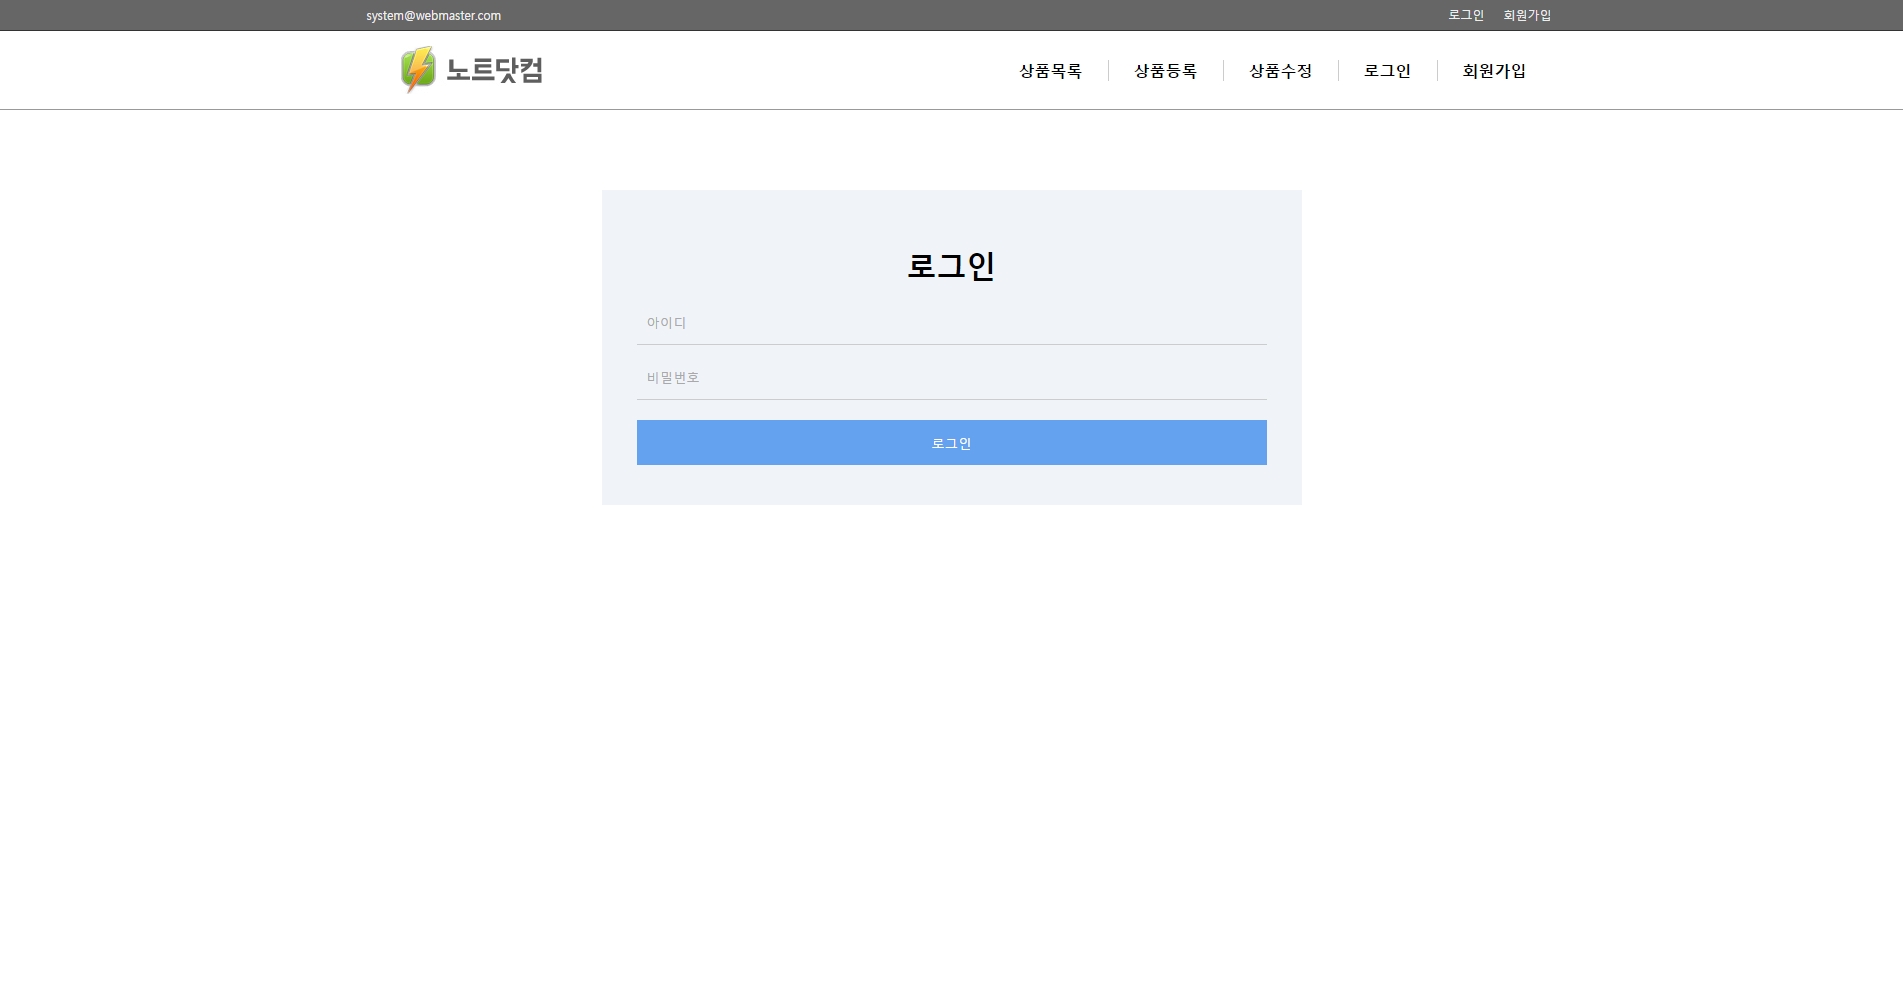 system@webmaster.com 로그인 회원가입
노트닷컴 상품목록 상품등록 상품수정 로그인 회원가입
로그인
아이디
비밀번호
로그인